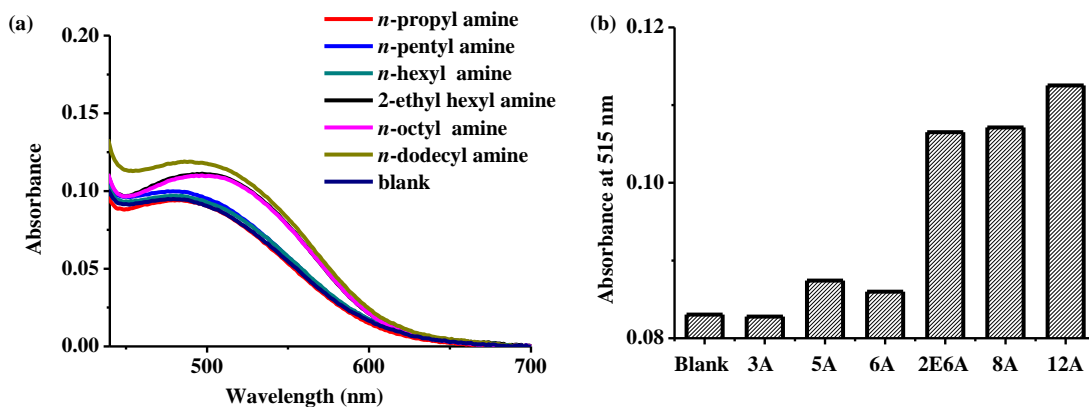 (a)
n-propyl amine
n-pentyl amine
n-hexyl amine
2-ethyl hexyl amine
n-octyl amine
n-dodecyl amine
blank
0.20
0.15
0.10
0.05
0.00
Absorbance
500 600 700
Wavelength (nm)
(b)
0.12
0.10
0.08
Absorbance at 515 nm
Blank 3A 5A 6A 2E6A 8A 12A